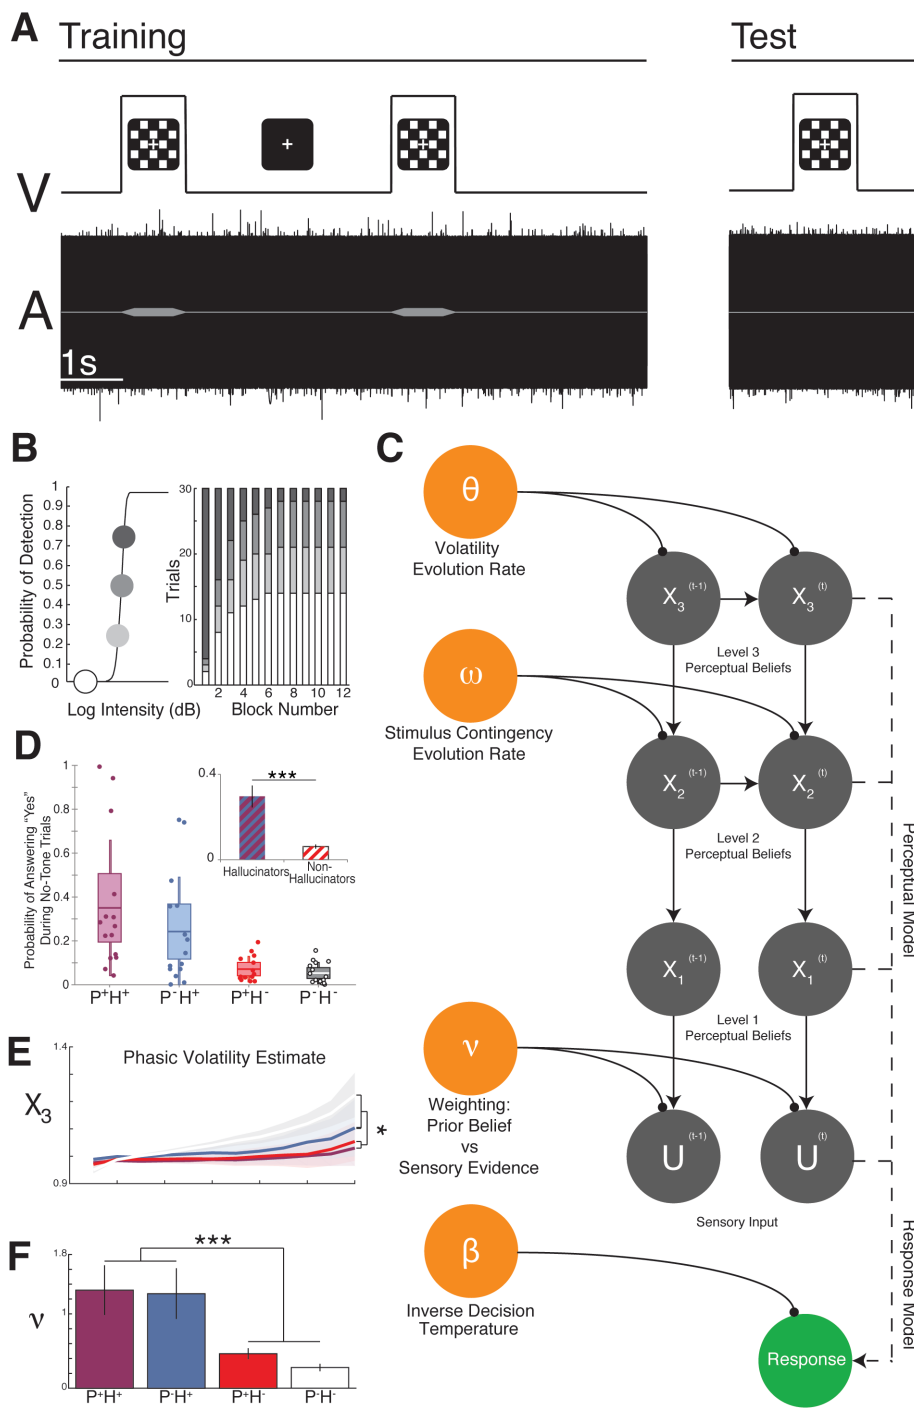 A
Training
Test
V
A
1s
B
Probability of Detection
1
0.9
0.8
0.7
0.6
0.5
0.4
0.3
0.2
0.1
0
Log Intensity (dB)
Trials
30
20
10
0
2 4 6 8 10 12
Block Number
C
θ
Volatility
Evolution Rate
X3 (t-1)
X3 (t)
Level 3
Perceptual Beliefs
ω
Stimulus Contingency
Evolution Rate
X2 (t-1)
X2 (t)
Level 2
Perceptual Beliefs
X1 (t-1)
X1 (t)
Level 1
Perceptual Beliefs
ν
Weighting:
Prior Belief
vs
Sensory Evidence
U (t-1)
U (t)
Sensory Input
β
Inverse Decision
Temperature
Response
Perceptual Model
Response Model
D
Probability of Answering “Yes”
During No-Tone Trials
1
0.8
0.6
0.4
0.2
0
P+H+ P-H+ P+H- P-H-
0.4
0
***
Hallucinators
Non-
Hallucinators
E
Phasic Volatility Estimate
X3
1.4
0.9
*
F
ν
1.8
1
0
***
P+H+ P-H+ P+H- P-H-